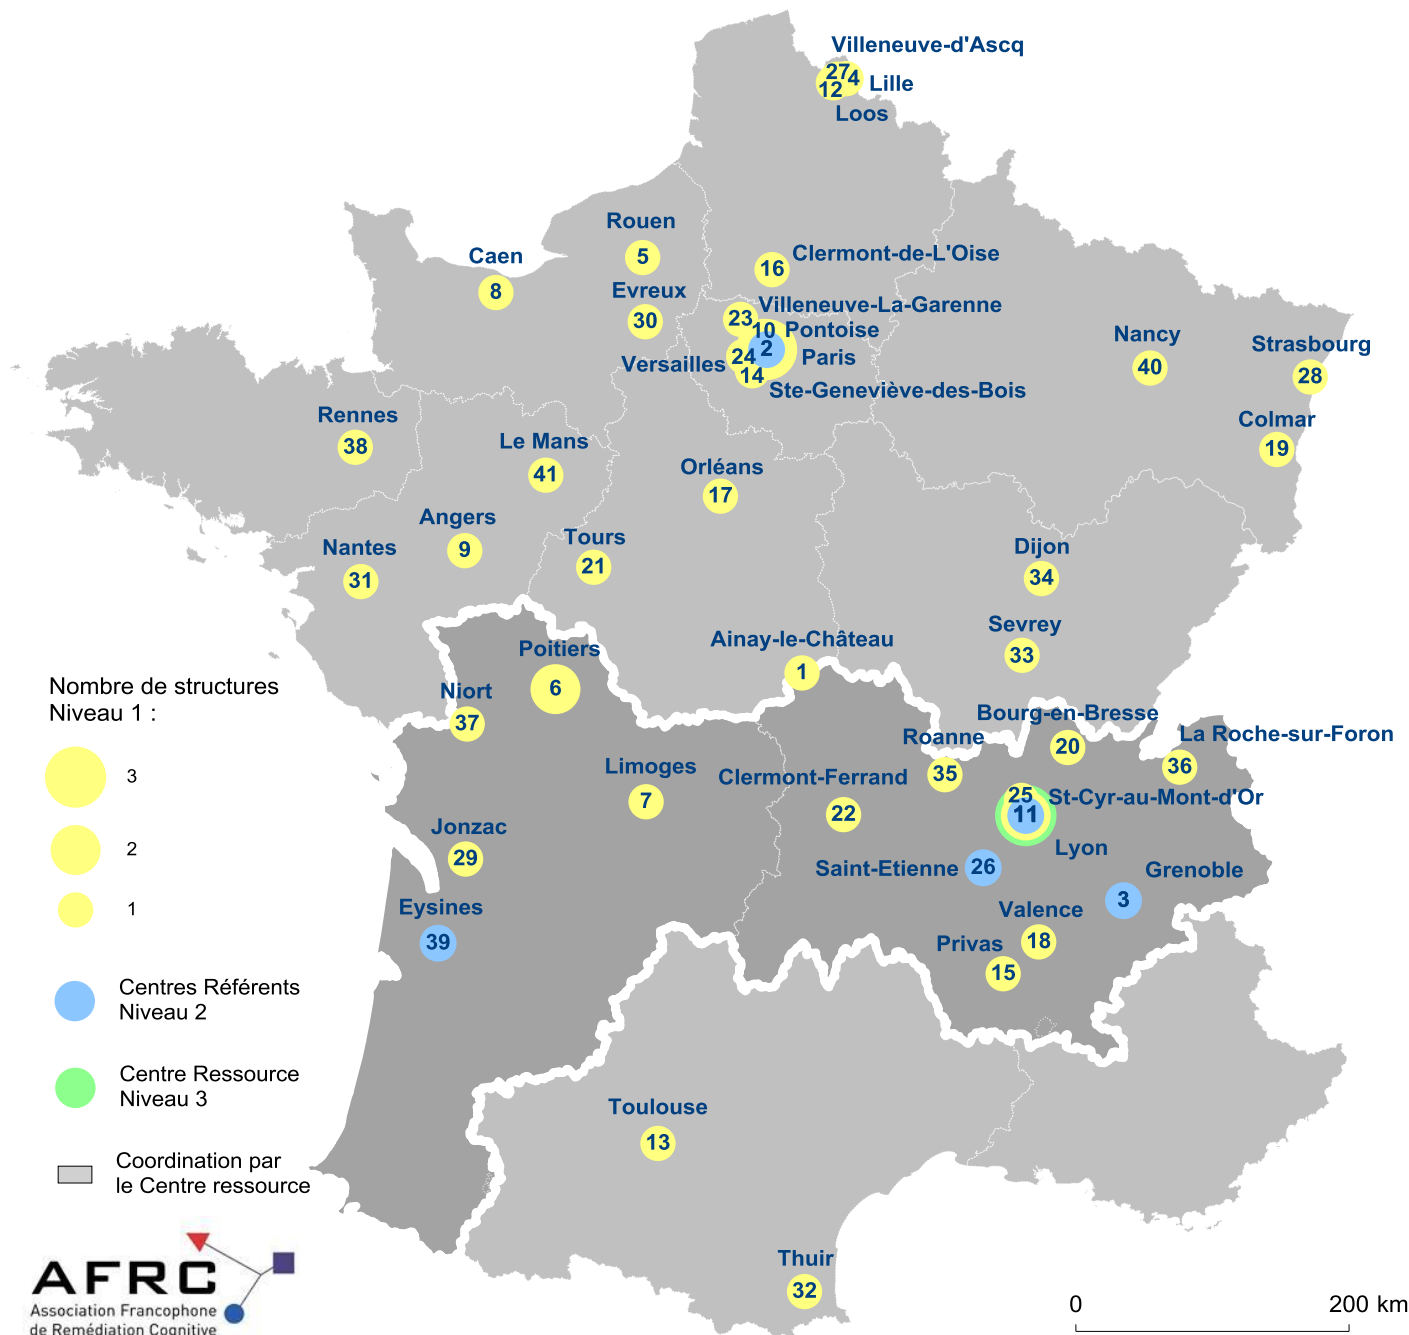 Villeneuve-d'Ascq
27
4
12
Lille
Loos
Rouen
5
Caen
8
Clermont-de-L'Oise
16
Evreux
30
Villeneuve-La-Garenne
23
10
Pontoise
2
Paris
Versailles
24
14
Ste-Geneviève-des-Bois
Nancy
40
Strasbourg
28
Colmar
19
Rennes
38
Le Mans
41
Orléans
17
Angers
9
Nantes
31
Tours
21
Dijon
34
Sevrey
33
Ainay-le-Château
1
Poitiers
6
Niort
37
Bourg-en-Bresse
20
La Roche-sur-Foron
36
Roanne
35
Limoges
7
Clermont-Ferrand
22
25
St-Cyr-au-Mont-d'Or
11
Lyon
Jonzac
29
Saint-Etienne
26
Grenoble
3
Eysines
39
Valence
18
Privas
15
Toulouse
13
Thuir
32
Nombre de structures
Niveau 1 :
3
2
1
Centres Référents
Niveau 2
Centre Ressource
Niveau 3
Coordination par
le Centre ressource
AFRC
Association Francophone
de Remédiation Cognitive
0
200 km